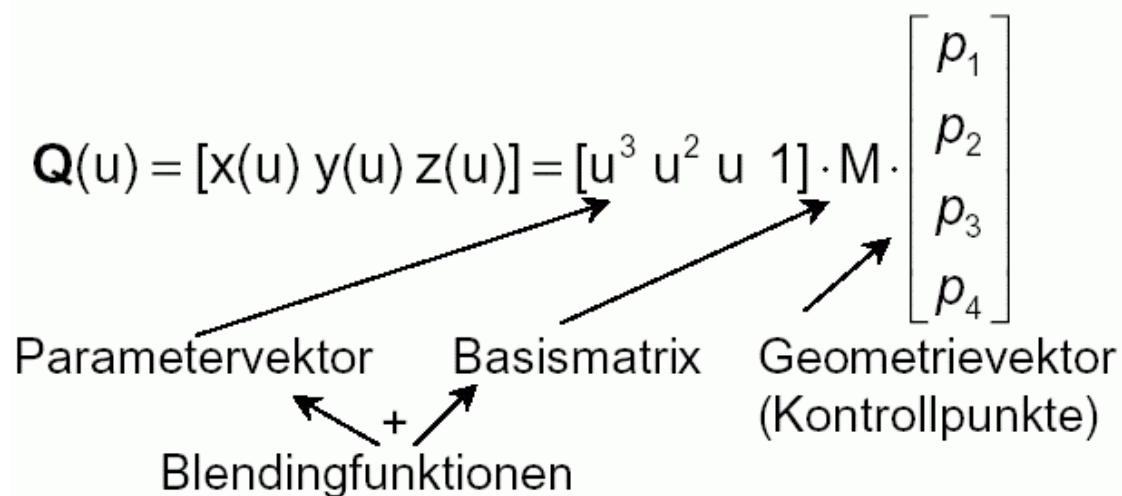 Q(u) = [x(u) y(u) z(u)] = [u³ u² u 1] · M · [p₁ p₂ p₃ p₄]
Parametervektor Basismatrix Geometrievektor
(Kontrollpunkte)
+
Blendingfunktionen